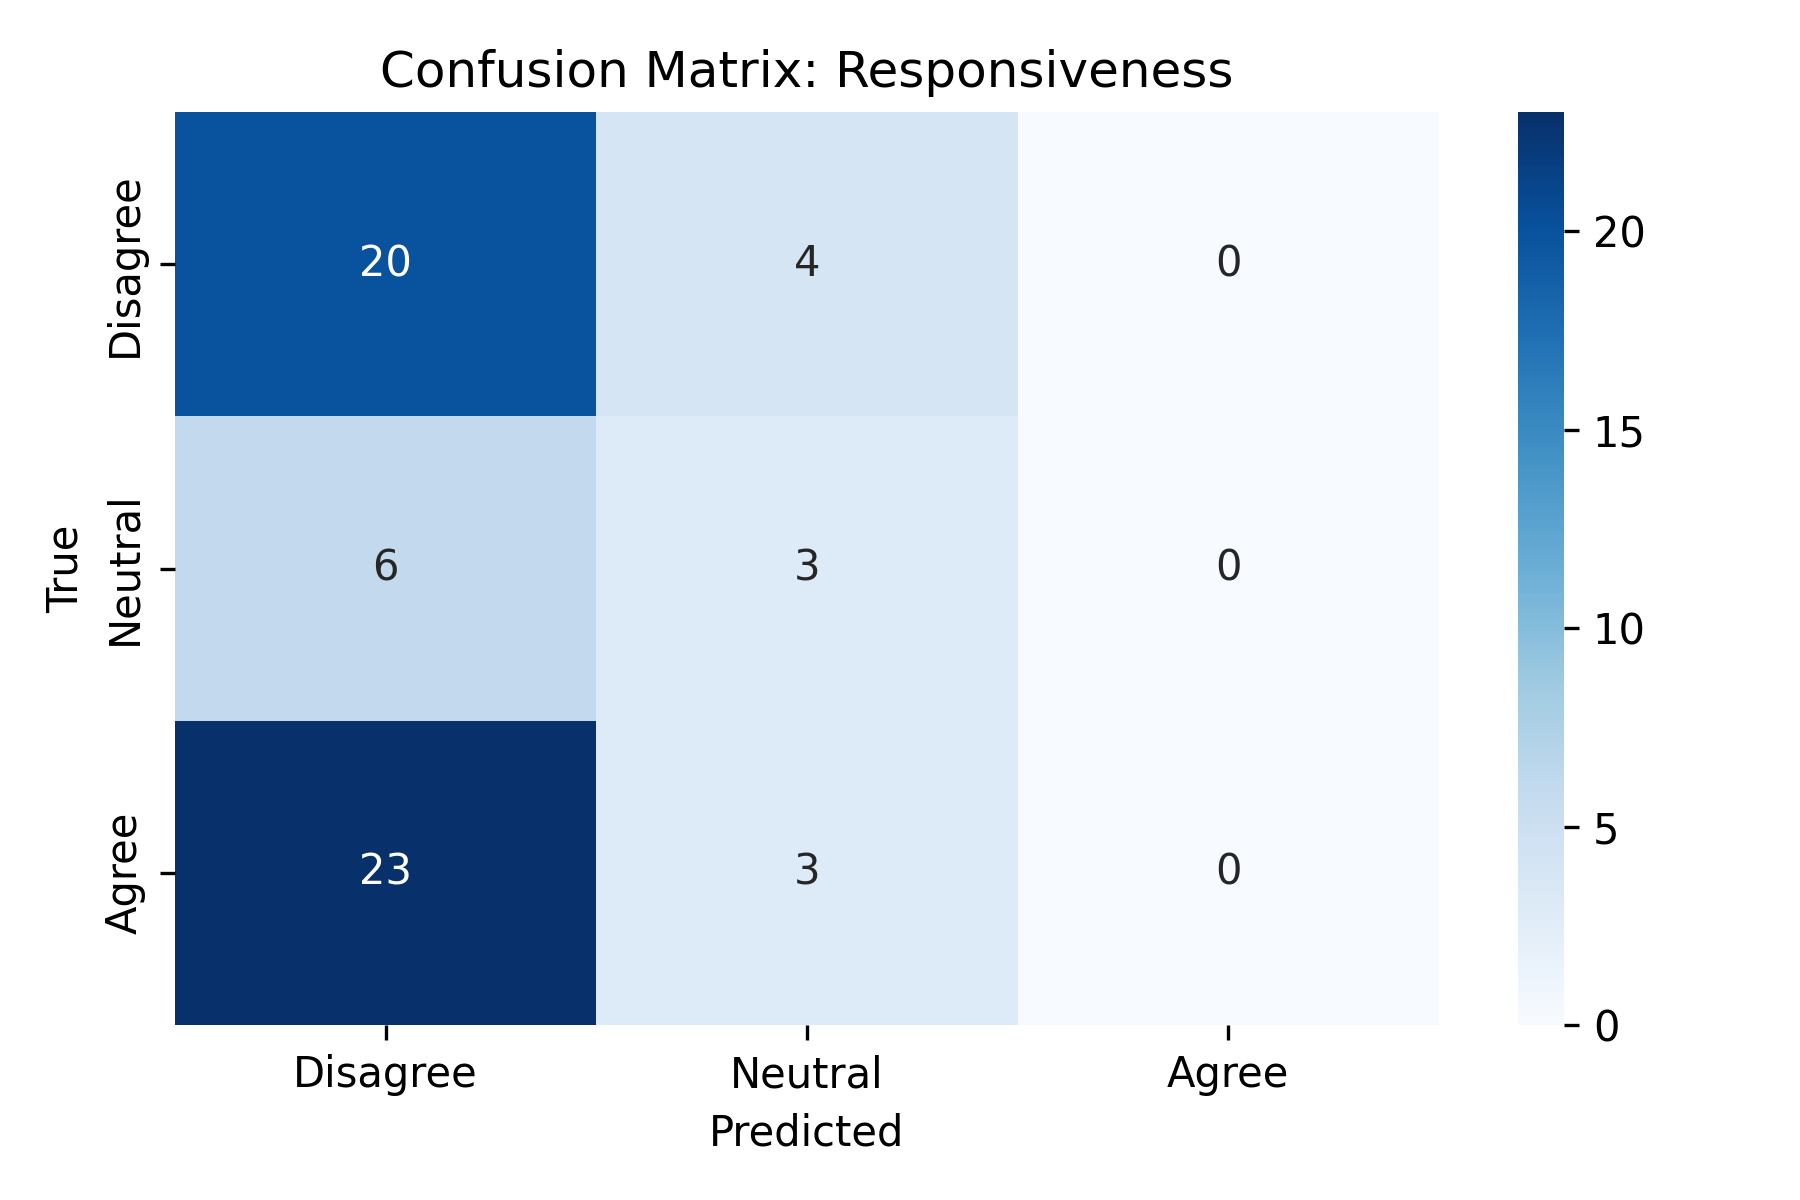 Confusion Matrix: Responsiveness
True
Disagree
20 4 0
Neutral
6 3 0
Agree
23 3 0
Disagree Neutral Agree
Predicted
20
15
10
5
0